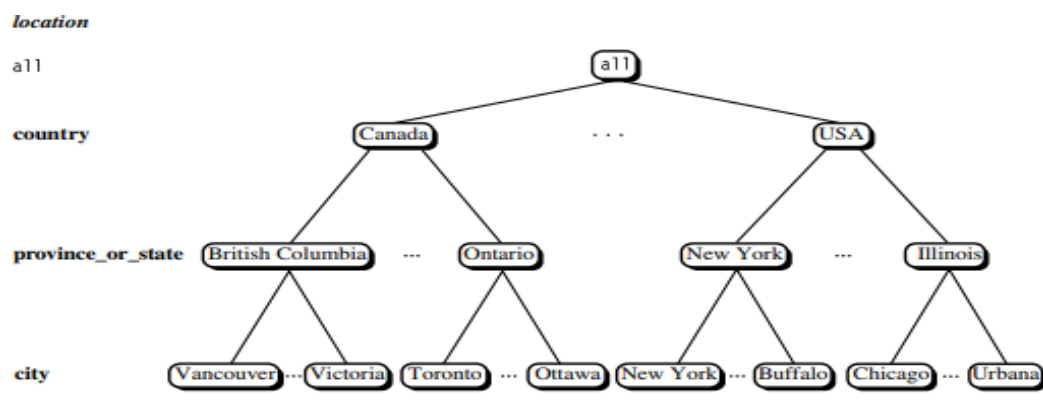 location
all all
country Canada . . . USA
province_or_state British Columbia ... Ontario New York ... Illinois
city Vancouver ... Victoria Toronto ... Ottawa New York ... Buffalo Chicago ... Urbana